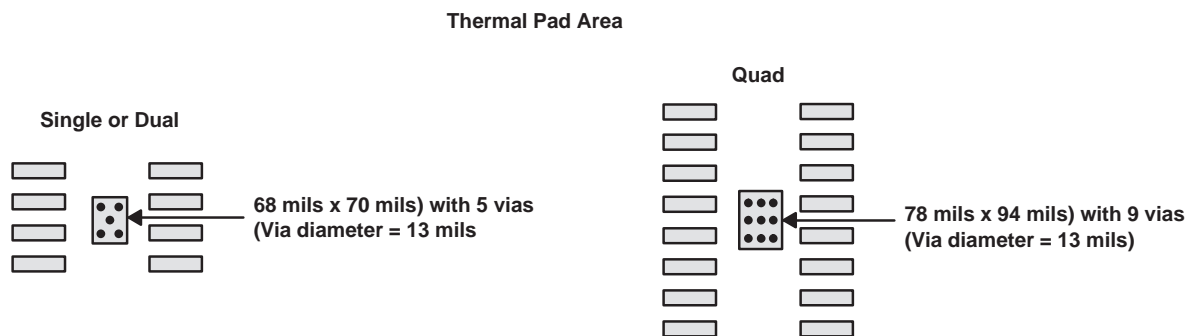 Thermal Pad Area
Single or Dual
68 mils x 70 mils) with 5 vias
(Via diameter = 13 mils
Quad
78 mils x 94 mils) with 9 vias
(Via diameter = 13 mils)